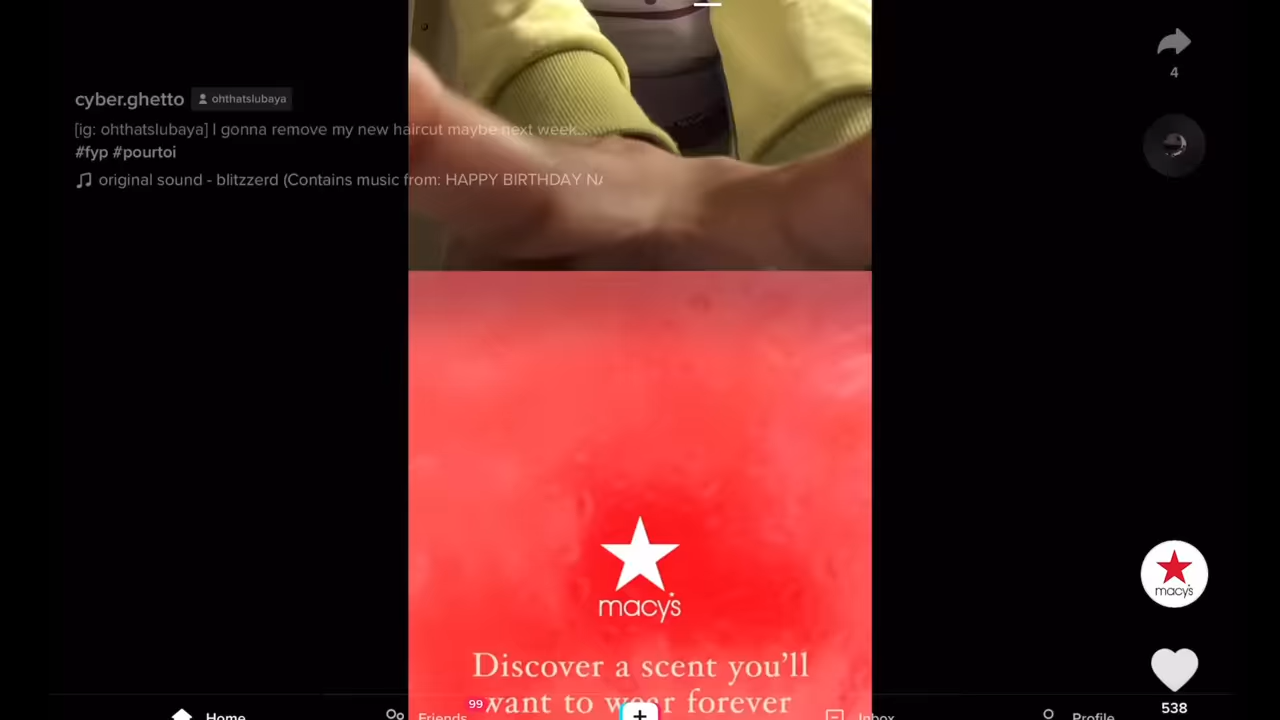 4
cyber.ghetto ohthatslubaya
[ig: ohthatslubaya] I gonna remove my new haircut maybe next week...
#fyp #pourtoi
original sound - blitzzerd (Contains music from: HAPPY BIRTHDAY
macy's
macy's
Discover a scent you'll
want to wear forever
538
Home
Friends
99
Inbox
Profile